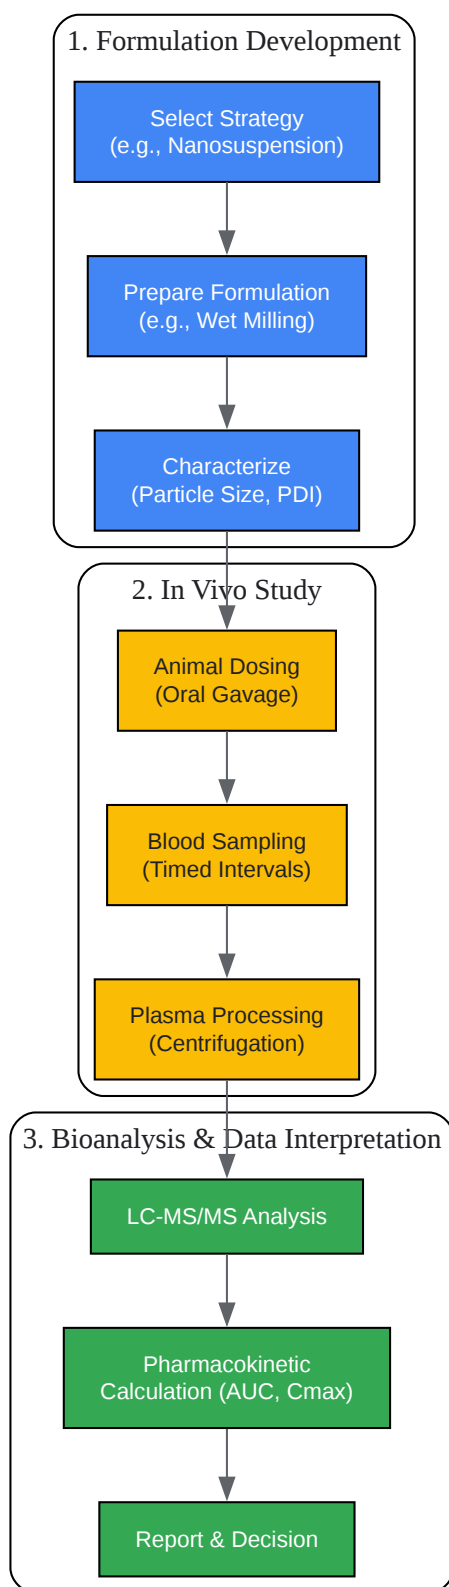 1. Formulation Development
Select Strategy
(e.g., Nanosuspension)
Prepare Formulation
(e.g., Wet Milling)
Characterize
(Particle Size, PDI)
2. In Vivo Study
Animal Dosing
(Oral Gavage)
Blood Sampling
(Timed Intervals)
Plasma Processing
(Centrifugation)
3. Bioanalysis & Data Interpretation
LC-MS/MS Analysis
Pharmacokinetic
Calculation (AUC, Cmax)
Report & Decision